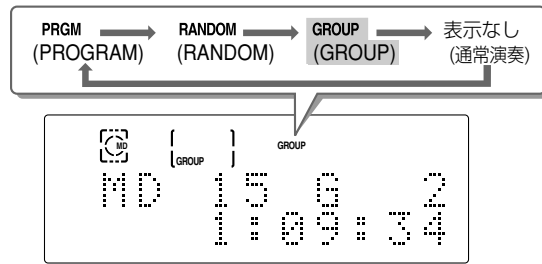 PRGM RANDOM GROUP 表示なし
(PROGRAM) (RANDOM) (GROUP) (通常演奏)
MD GROUP GROUP
MD 15 G 2
1:09:34